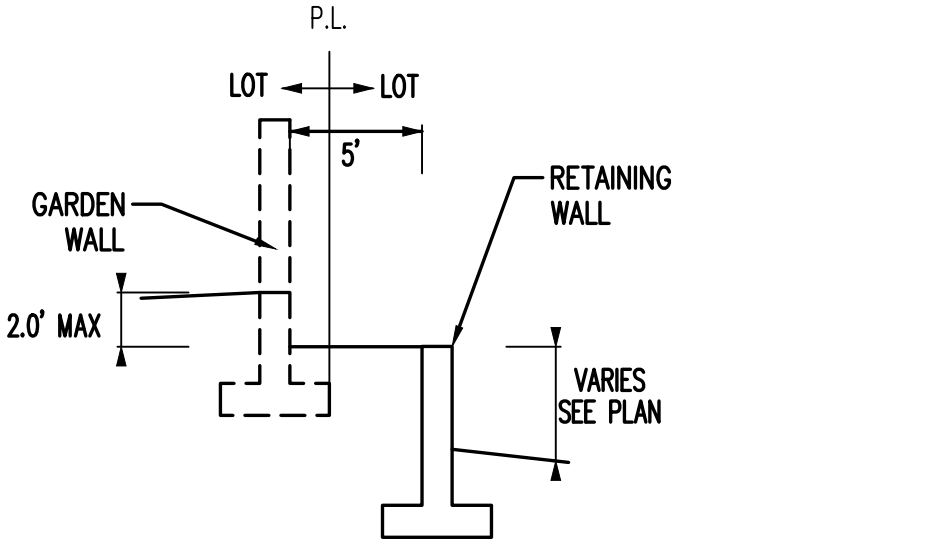 P.L.
LOT
LOT
5'
RETAINING
WALL
GARDEN
WALL
2.0' MAX
VARIES
SEE PLAN